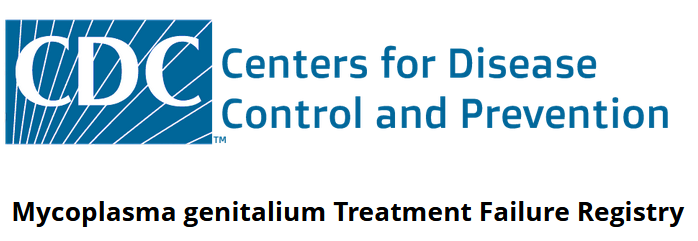 CDC
Centers for Disease
Control and Prevention
TM
Mycoplasma genitalium Treatment Failure Registry